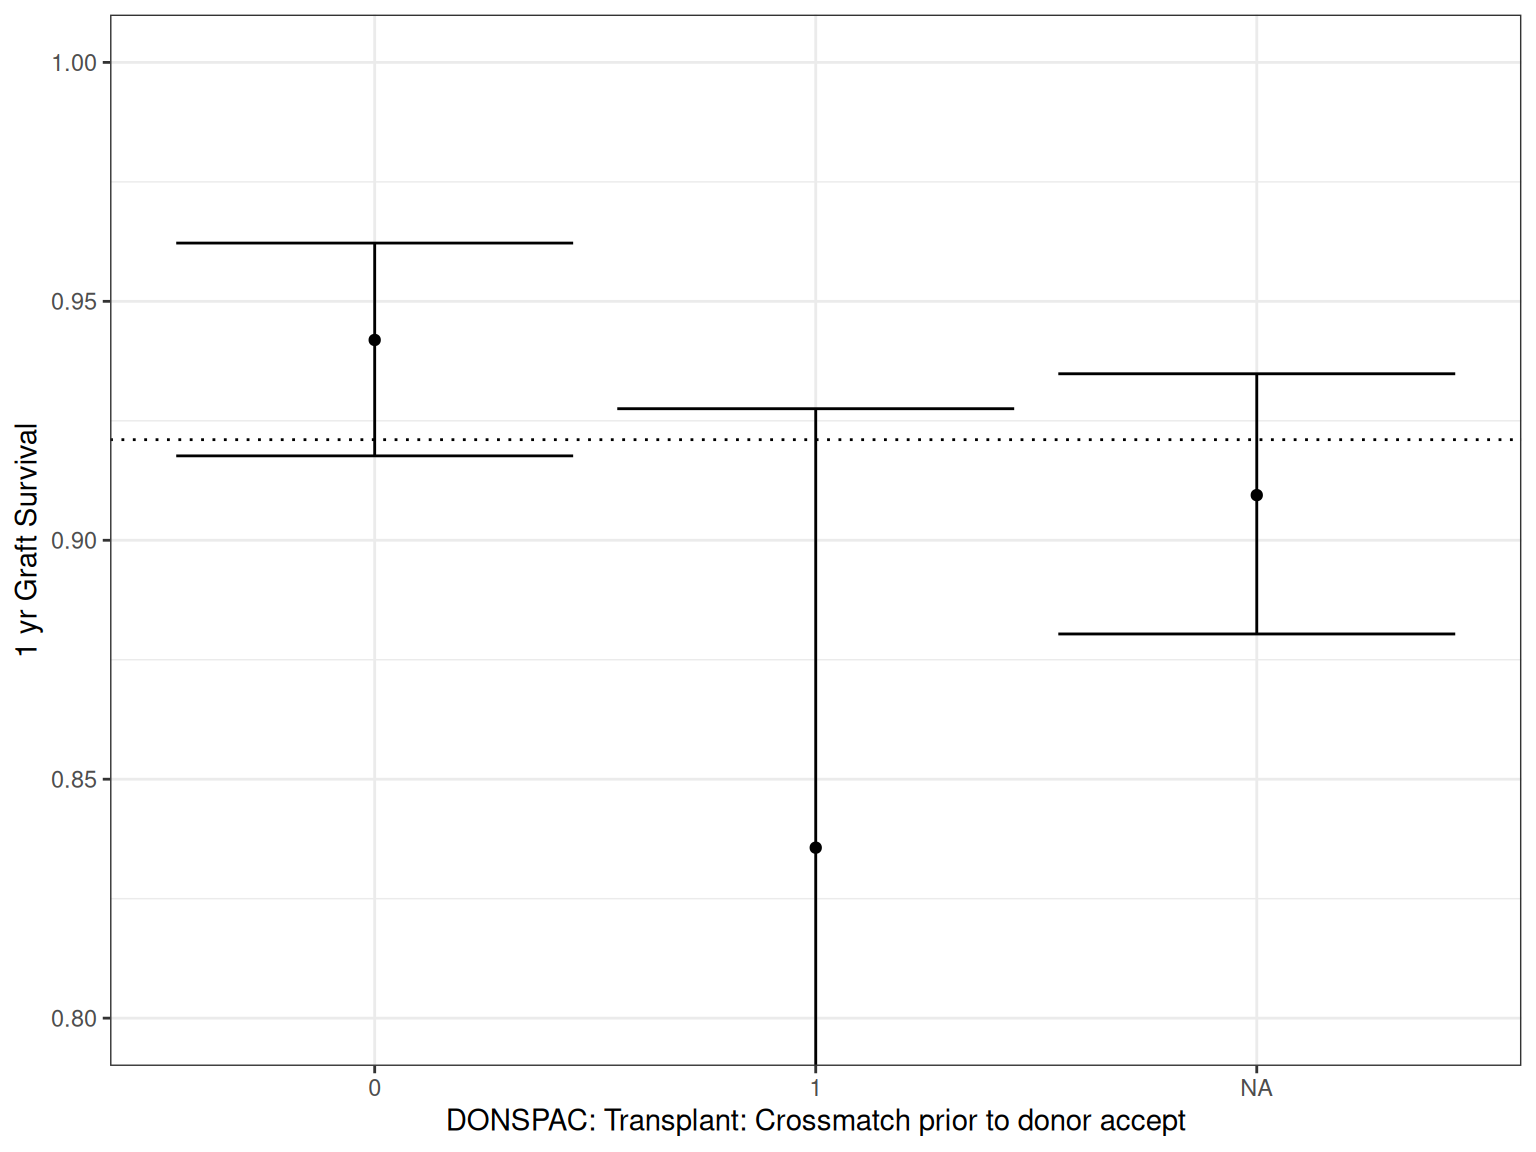 1.00
0.95
0.90
0.85
0.80
1 yr Graft Survival
0 1 NA
DONSPAC: Transplant: Crossmatch prior to donor accept